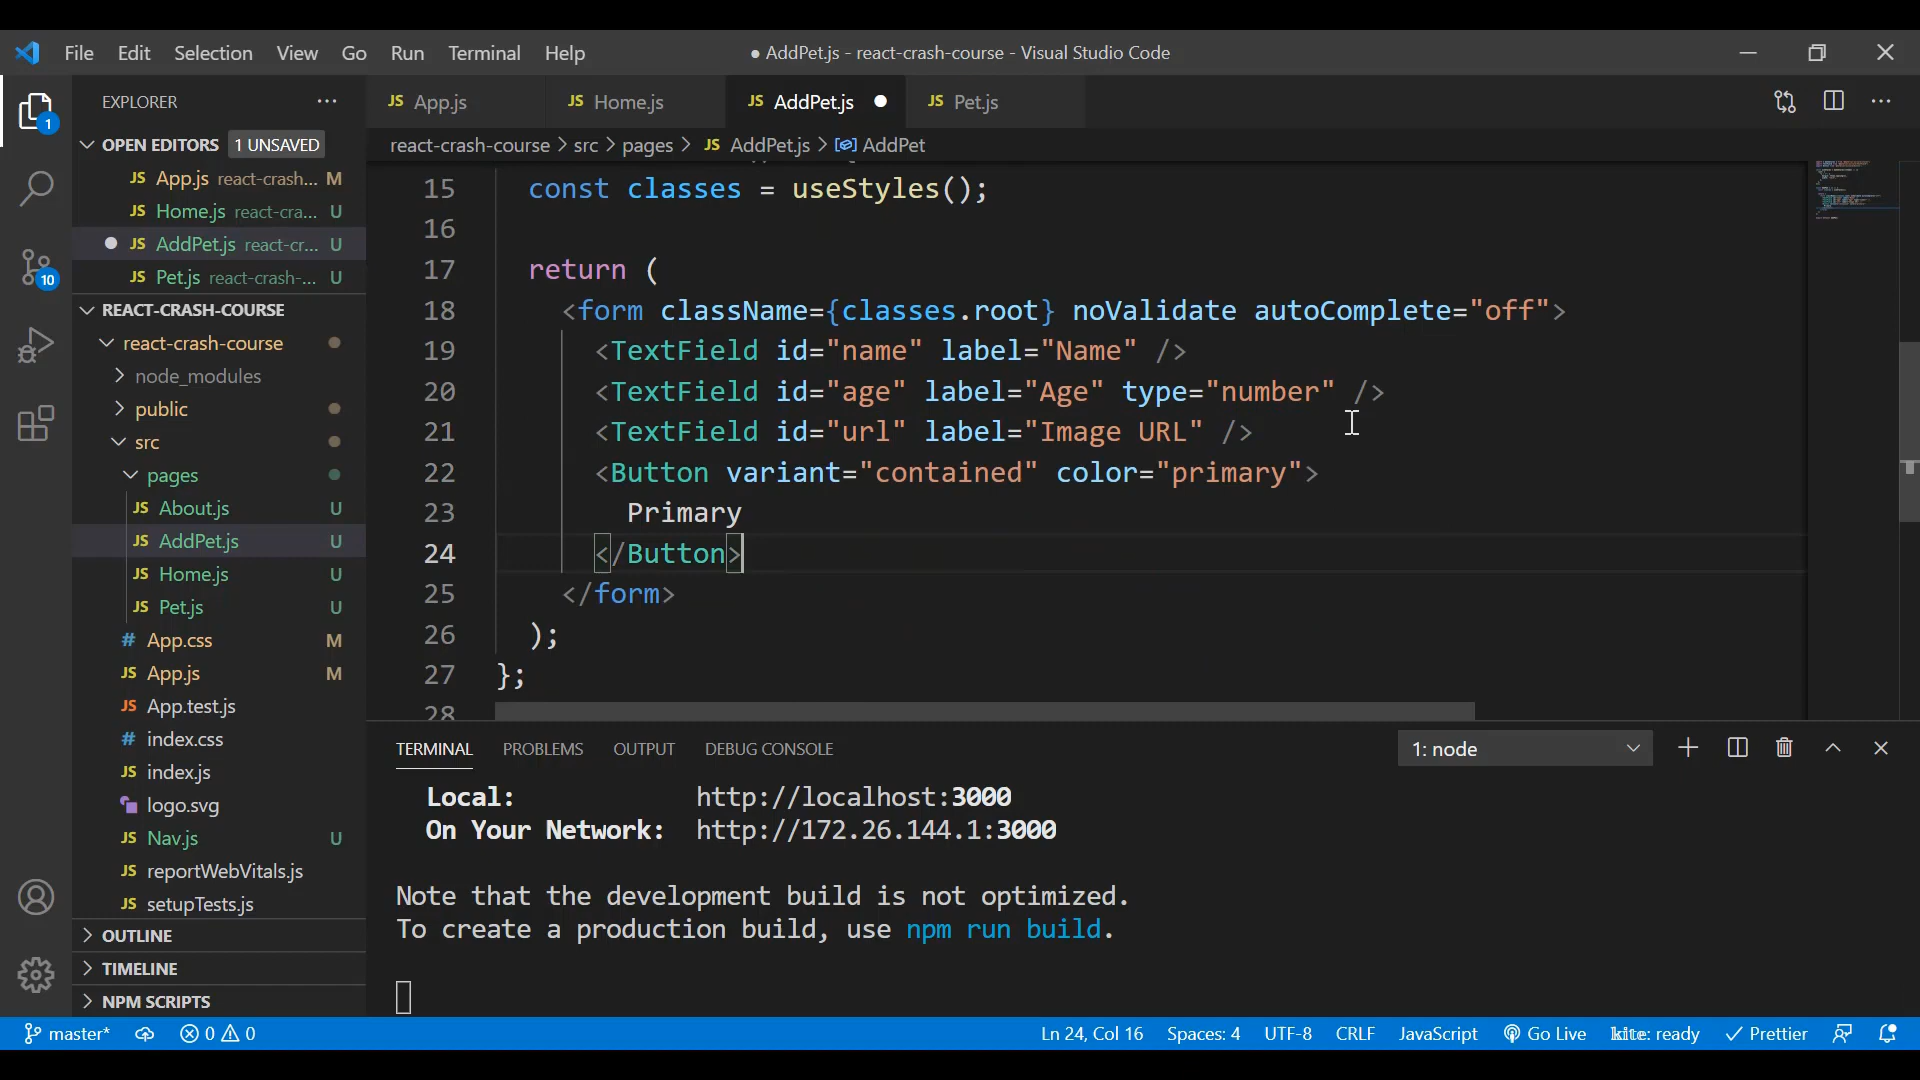 File Edit Selection View Go Run Terminal Help
● AddPet.js - react-crash-course - Visual Studio Code
EXPLORER
JS App.js
JS Home.js
JS AddPet.js ●
JS Pet.js
OPEN EDITORS 1 UNSAVED
JS App.js react-crash... M
JS Home.js react-cra... U
● JS AddPet.js react-cr... U
JS Pet.js react-crash-... U
REACT-CRASH-COURSE
react-crash-course
node_modules
public
src
pages
JS About.js U
JS AddPet.js U
JS Home.js U
JS Pet.js U
# App.css M
JS App.js M
JS App.test.js
# index.css
JS index.js
logo.svg
JS Nav.js U
JS reportWebVitals.js
JS setupTests.js
OUTLINE
TIMELINE
NPM SCRIPTS
1
10
react-crash-course > src > pages > JS AddPet.js > AddPet
15 const classes = useStyles();
16
17 return (
18 <form className={classes.root} noValidate autoComplete="off">
19 <TextField id="name" label="Name" />
20 <TextField id="age" label="Age" type="number" />
21 <TextField id="url" label="Image URL" />
22 <Button variant="contained" color="primary">
23 Primary
24 </Button>
25 </form>
26 );
27 };
28
TERMINAL PROBLEMS OUTPUT DEBUG CONSOLE
1: node
Local: http://localhost:3000
On Your Network: http://172.26.144.1:3000
Note that the development build is not optimized.
To create a production build, use npm run build.
master* 0 0
Ln 24, Col 16 Spaces: 4 UTF-8 CRLF JavaScript Go Live kite: ready Prettier